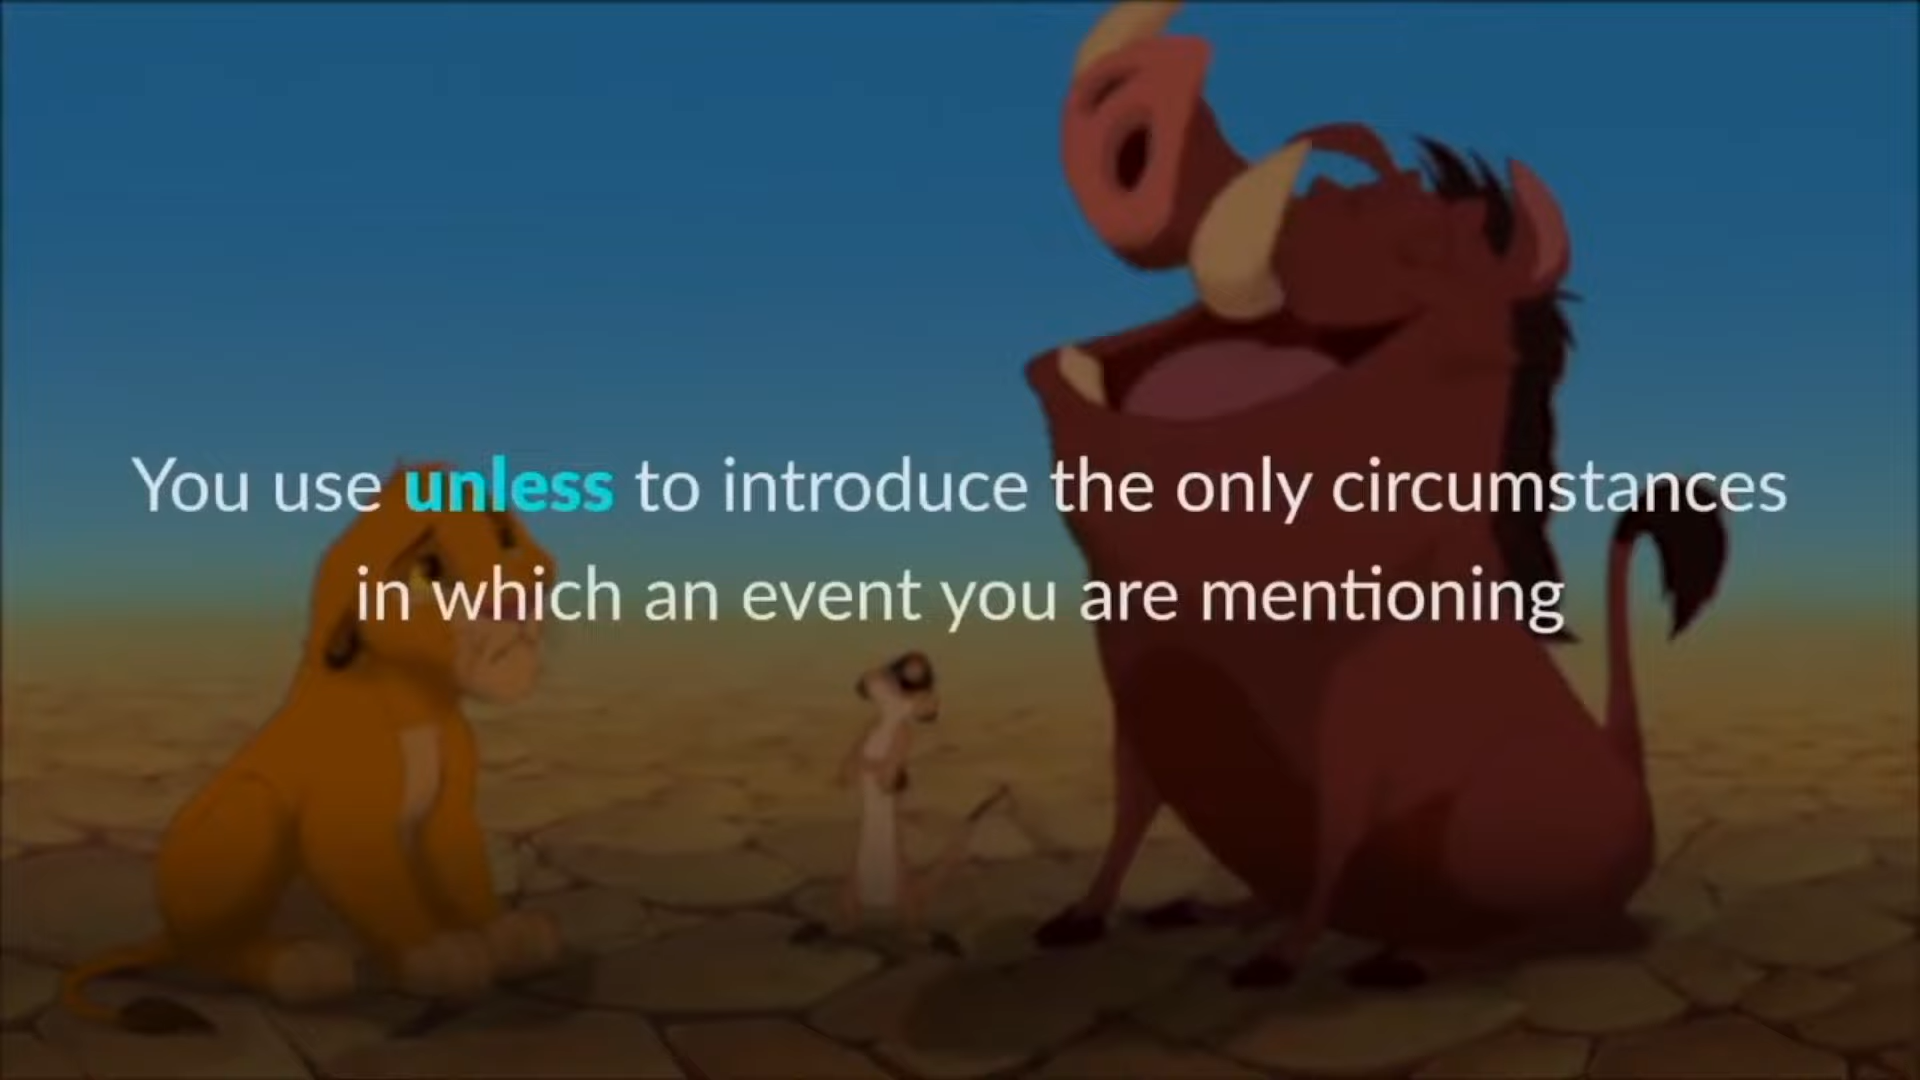 You use unless to introduce the only circumstances
in which an event you are mentioning